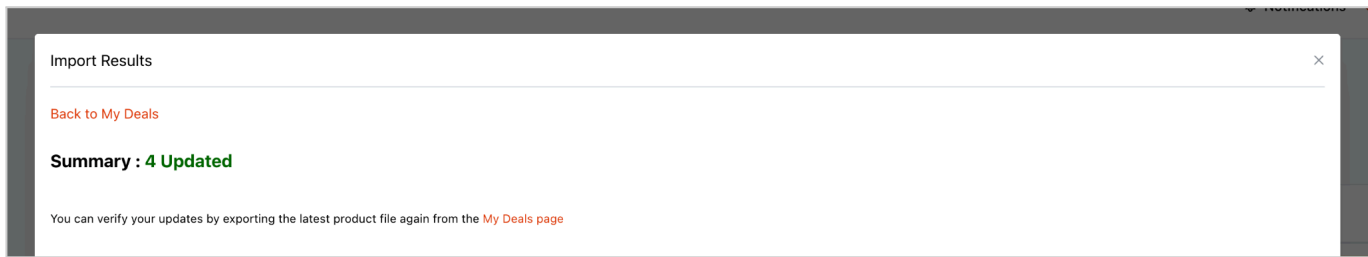 Notifications
Import Results
Back to My Deals
Summary : 4 Updated
You can verify your updates by exporting the latest product file again from the My Deals page